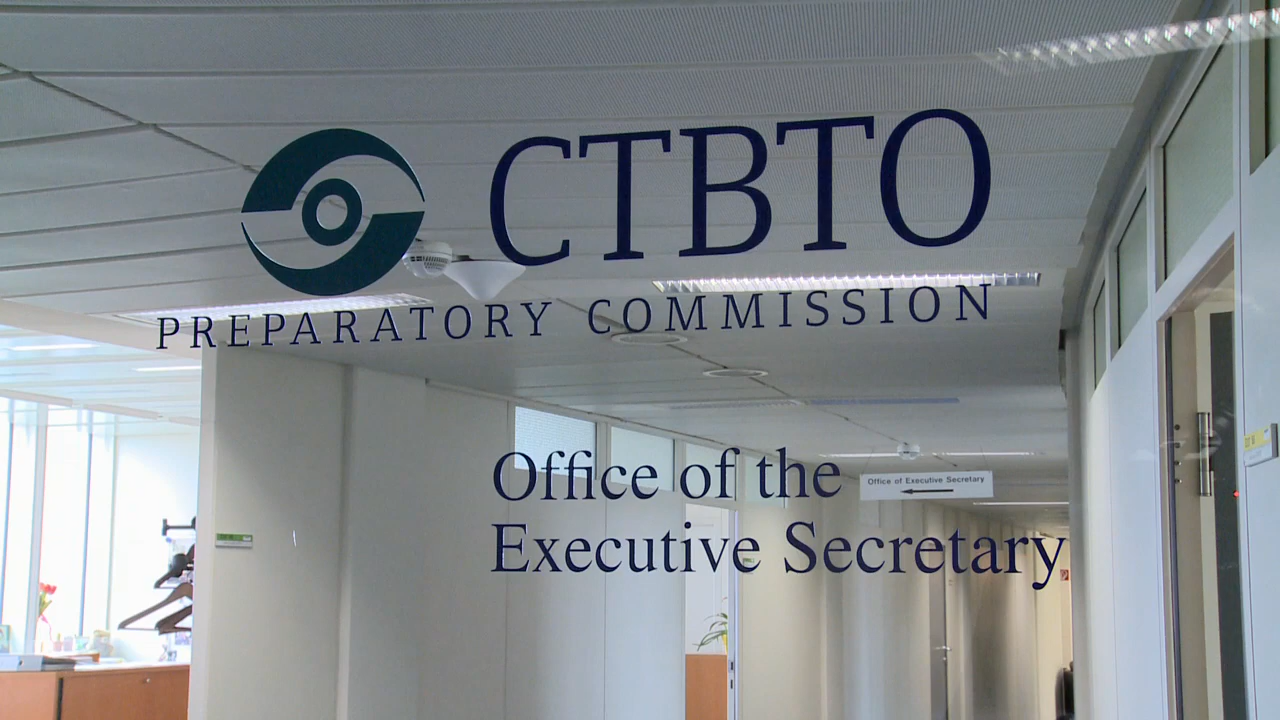 CTBTO
PREPARATORY COMMISSION
Office of the
Executive Secretary
Office of Executive Secretary